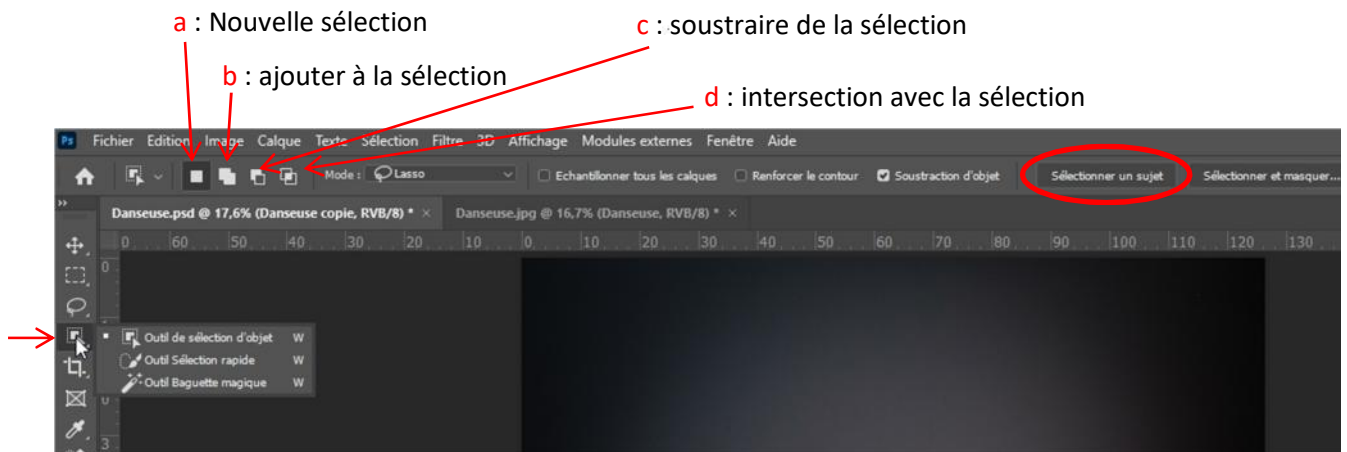 a : Nouvelle sélection
c : soustraire de la sélection
b : ajouter à la sélection
d : intersection avec la sélection
Ps Fichier Edition Image Calque Texte Sélection Filtre 3D Affichage Modules externes Fenêtre Aide
Mode : Lasso Echantillonner tous les calques Renforcer le contour Soustraction d'objet Sélectionner un sujet Sélectionner et masquer...
Danseuse.psd @ 17,6% (Danseuse copie, RVB/8) * × Danseuse.jpg @ 16,7% (Danseuse, RVB/8) * ×
0 60 50 40 30 20 10 0 10 20 30 40 50 60 70 80 90 100 110 120 130
0
Outil de sélection d'objet W
Outil Sélection rapide W
Outil Baguette magique W
0
3